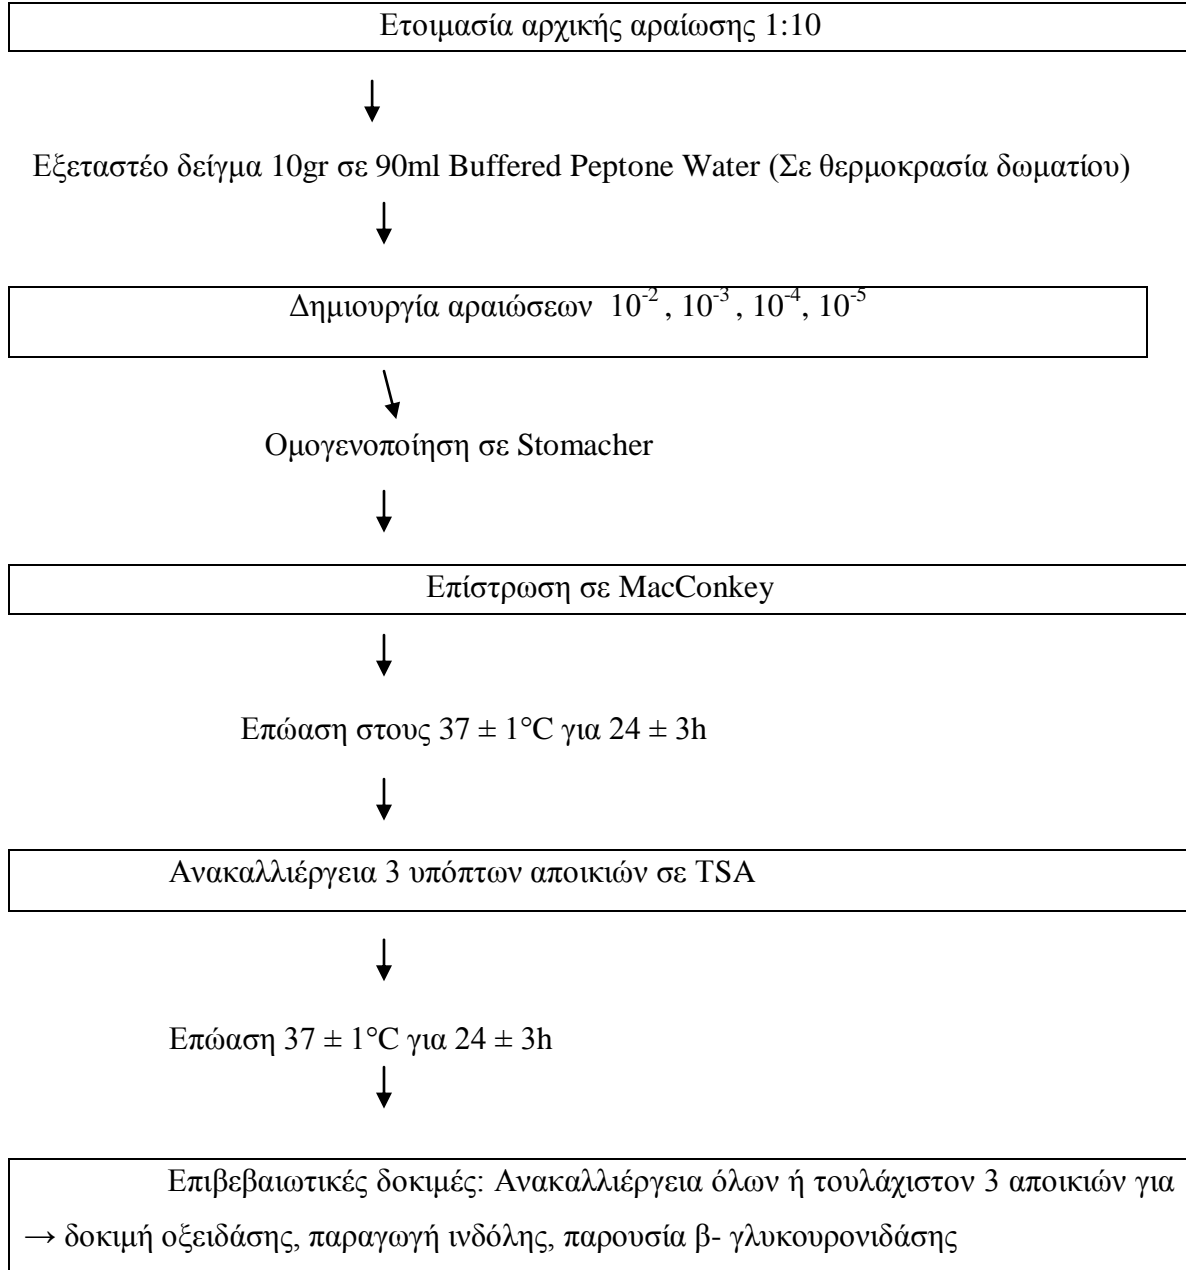 Ετοιμασία αρχικής αραίωσης 1:10
Εξεταστέο δείγμα 10gr σε 90ml Buffered Peptone Water (Σε θερμοκρασία δωματίου)
Δημιουργία αραιώσεων 10⁻² , 10⁻³ , 10⁻⁴, 10⁻⁵
Ομογενοποίηση σε Stomacher
Επίστρωση σε MacConkey
Επώαση στους 37 ± 1°C για 24 ± 3h
Ανακαλλιέργεια 3 υπόπτων αποικιών σε TSA
Επώαση 37 ± 1°C για 24 ± 3h
Επιβεβαιωτικές δοκιμές: Ανακαλλιέργεια όλων ή τουλάχιστον 3 αποικιών για
→ δοκιμή οξειδάσης, παραγωγή ινδόλης, παρουσία β- γλυκουρονιδάσης